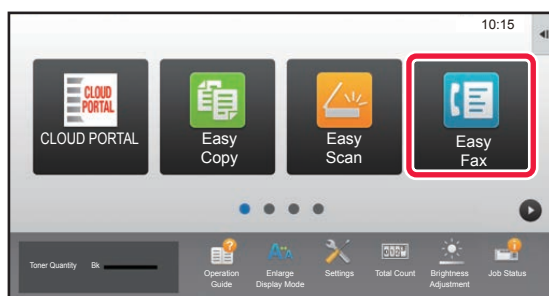 10:15
CLOUD
PORTAL
CLOUD PORTAL
Easy
Copy
Easy
Scan
Easy
Fax
Toner Quantity
Bk
Operation
Guide
Enlarge
Display Mode
Settings
Total Count
Brightness
Adjustment
Job Status